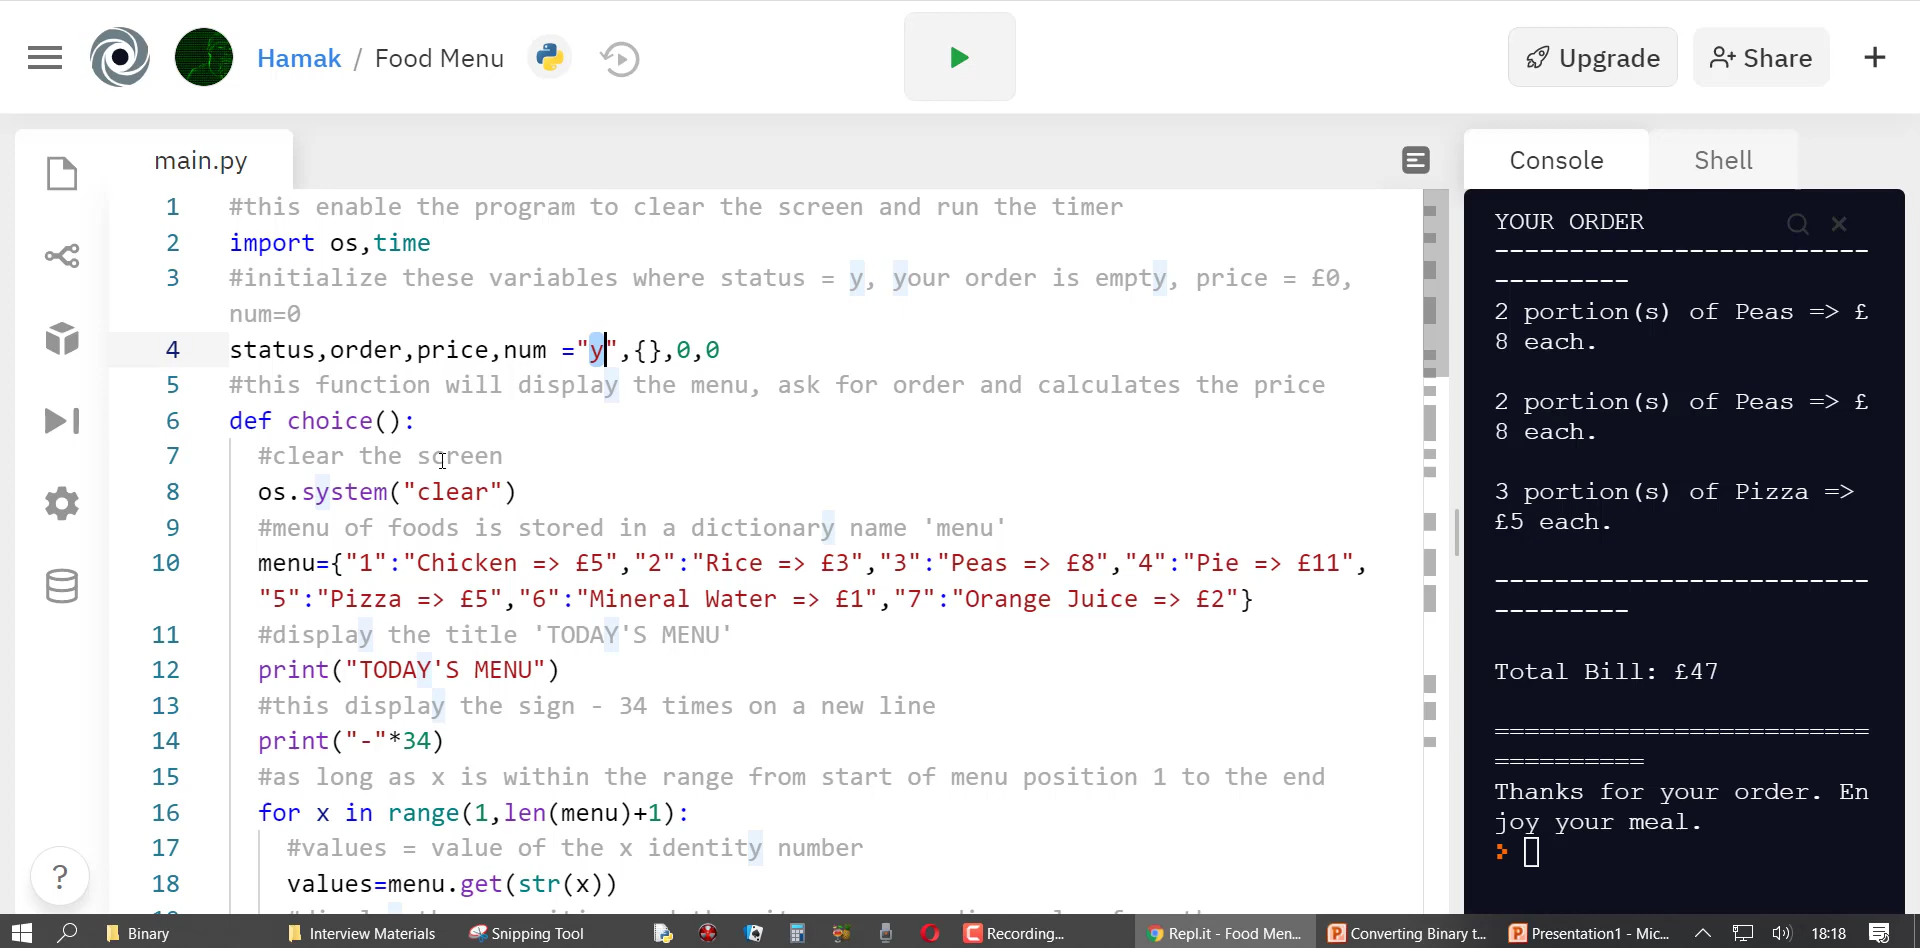 Hamak / Food Menu
Upgrade
Share
main.py
Console
Shell
1 #this enable the program to clear the screen and run the timer
2 import os,time
3 #initialize these variables where status = y, your order is empty, price = £0,
num=0
4 status,order,price,num ="y",{},0,0
5 #this function will display the menu, ask for order and calculates the price
6 def choice():
7 #clear the screen
8 os.system("clear")
9 #menu of foods is stored in a dictionary name 'menu'
10 menu={"1":"Chicken => £5","2":"Rice => £3","3":"Peas => £8","4":"Pie => £11",
"5":"Pizza => £5","6":"Mineral Water => £1","7":"Orange Juice => £2"}
11 #display the title 'TODAY'S MENU'
12 print("TODAY'S MENU")
13 #this display the sign - 34 times on a new line
14 print("-"*34)
15 #as long as x is within the range from start of menu position 1 to the end
16 for x in range(1,len(menu)+1):
17 #values = value of the x identity number
18 values=menu.get(str(x))
YOUR ORDER
-------------------------
---------
2 portion(s) of Peas => £
8 each.
2 portion(s) of Peas => £
8 each.
3 portion(s) of Pizza =>
£5 each.
-------------------------
---------
Total Bill: £47
=========================
==========
Thanks for your order. En
joy your meal.
?
Binary
Interview Materials
Snipping Tool
Recording...
Repl.it - Food Men...
Converting Binary t...
Presentation1 - Mic...
18:18